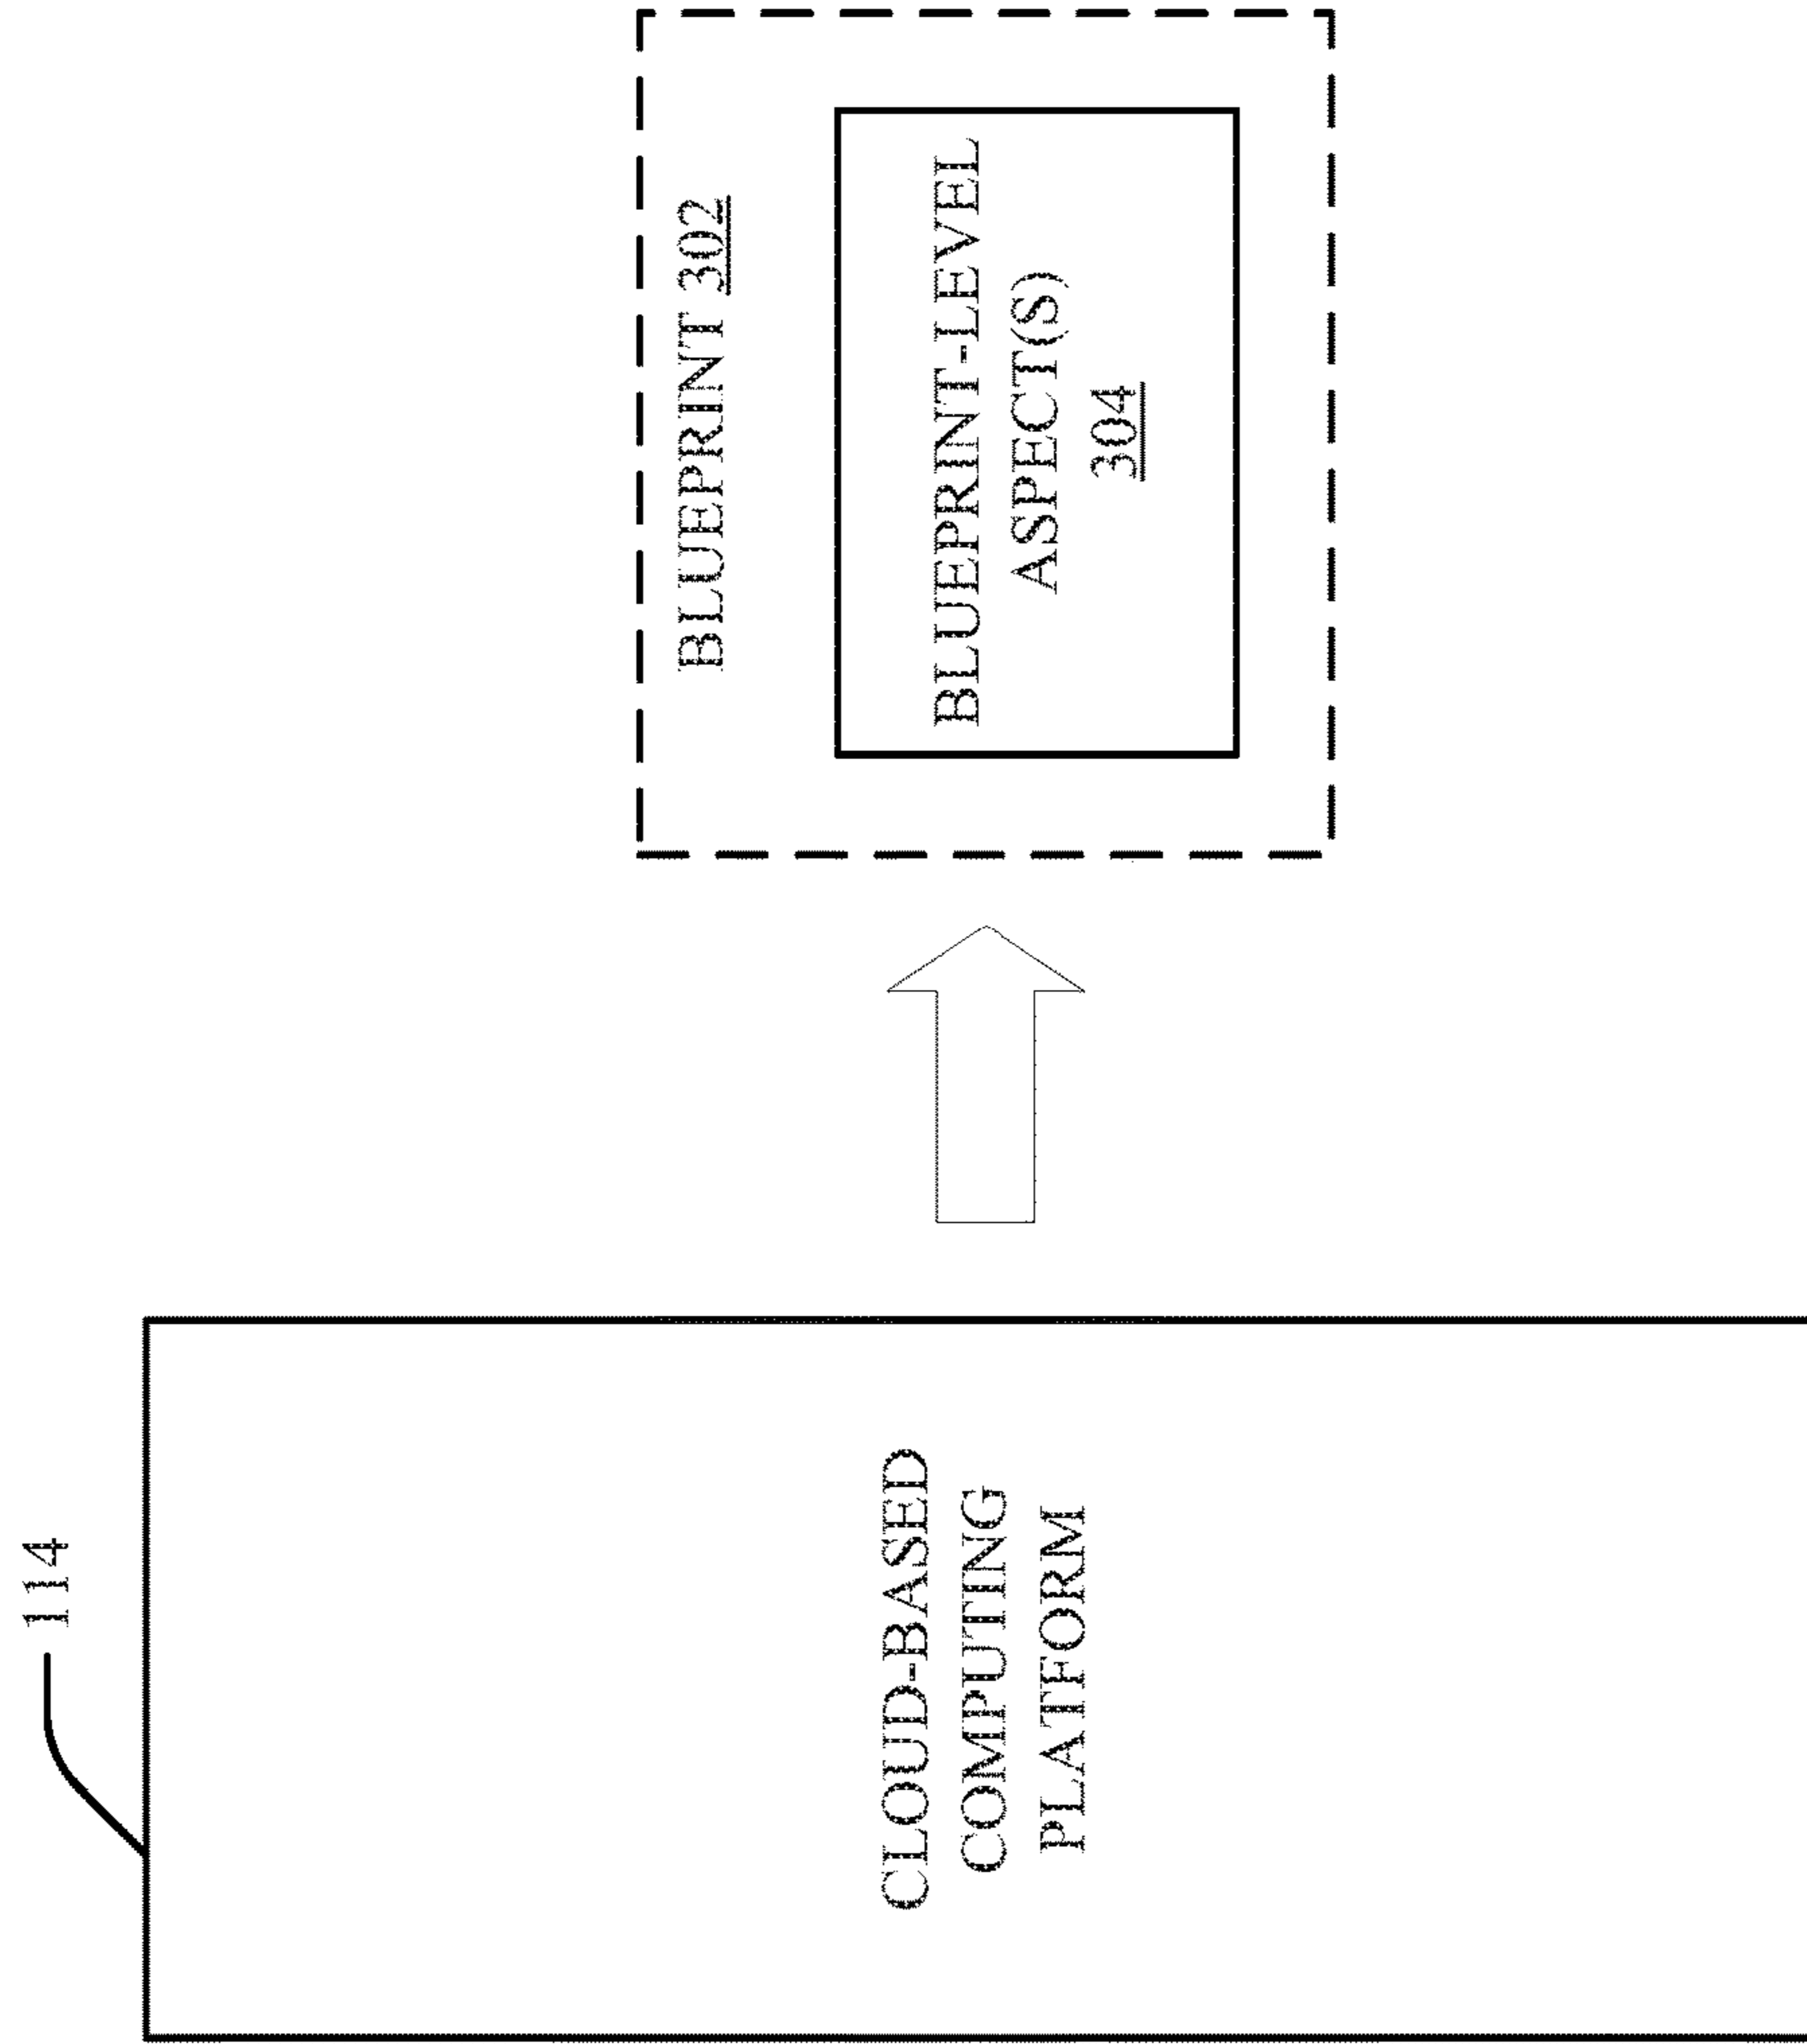 114
CLOUD-BASED
COMPUTING
PLATFORM
BLUEPRINT 302
BLUEPRINT-LEVEL
ASPECT(S)
304